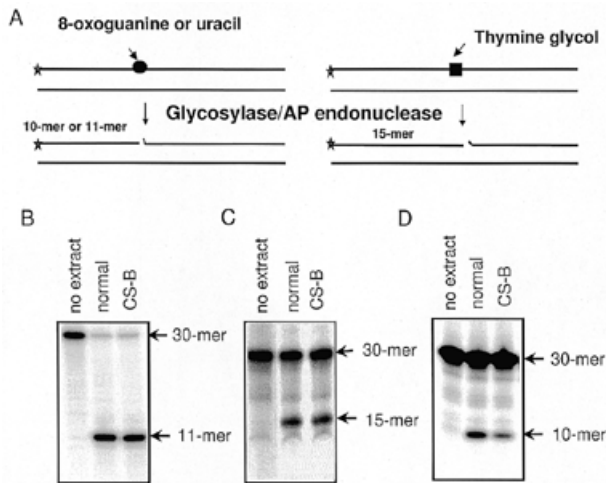 A
8-oxoguanine or uracil
Thymine glycol
Glycosylase/AP endonuclease
10-mer or 11-mer
15-mer
B
no extract
normal
CS-B
30-mer
11-mer
C
no extract
normal
CS-B
30-mer
15-mer
D
no extract
normal
CS-B
30-mer
10-mer